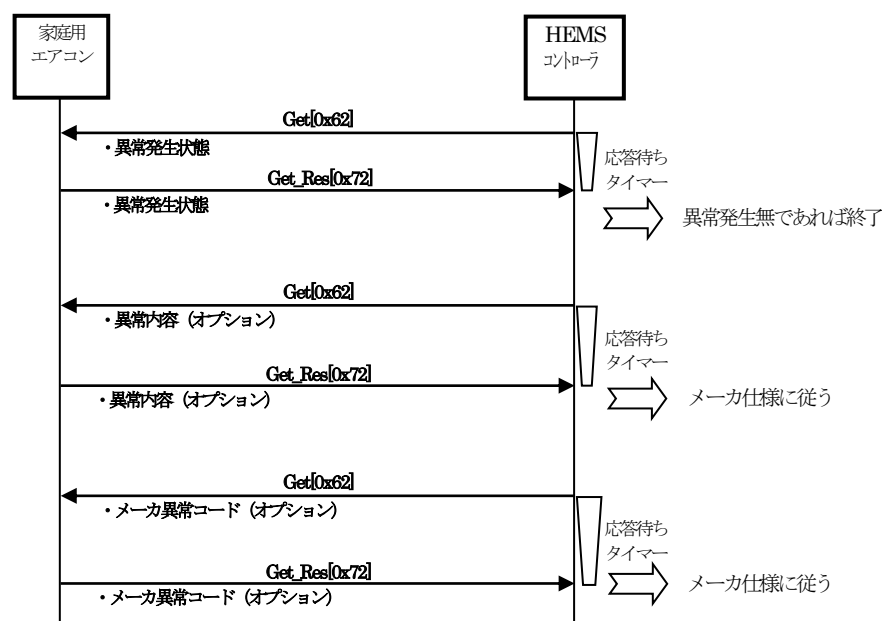 家庭用
エアコン
HEMS
コントローラ
Get[0x62]
・異常発生状態
応答待ち
タイマー
Get_Res[0x72]
・異常発生状態
異常発生無であれば終了
Get[0x62]
・異常内容（オプション）
応答待ち
タイマー
Get_Res[0x72]
・異常内容（オプション）
メーカ仕様に従う
Get[0x62]
・メーカ異常コード（オプション）
応答待ち
タイマー
Get_Res[0x72]
・メーカ異常コード（オプション）
メーカ仕様に従う